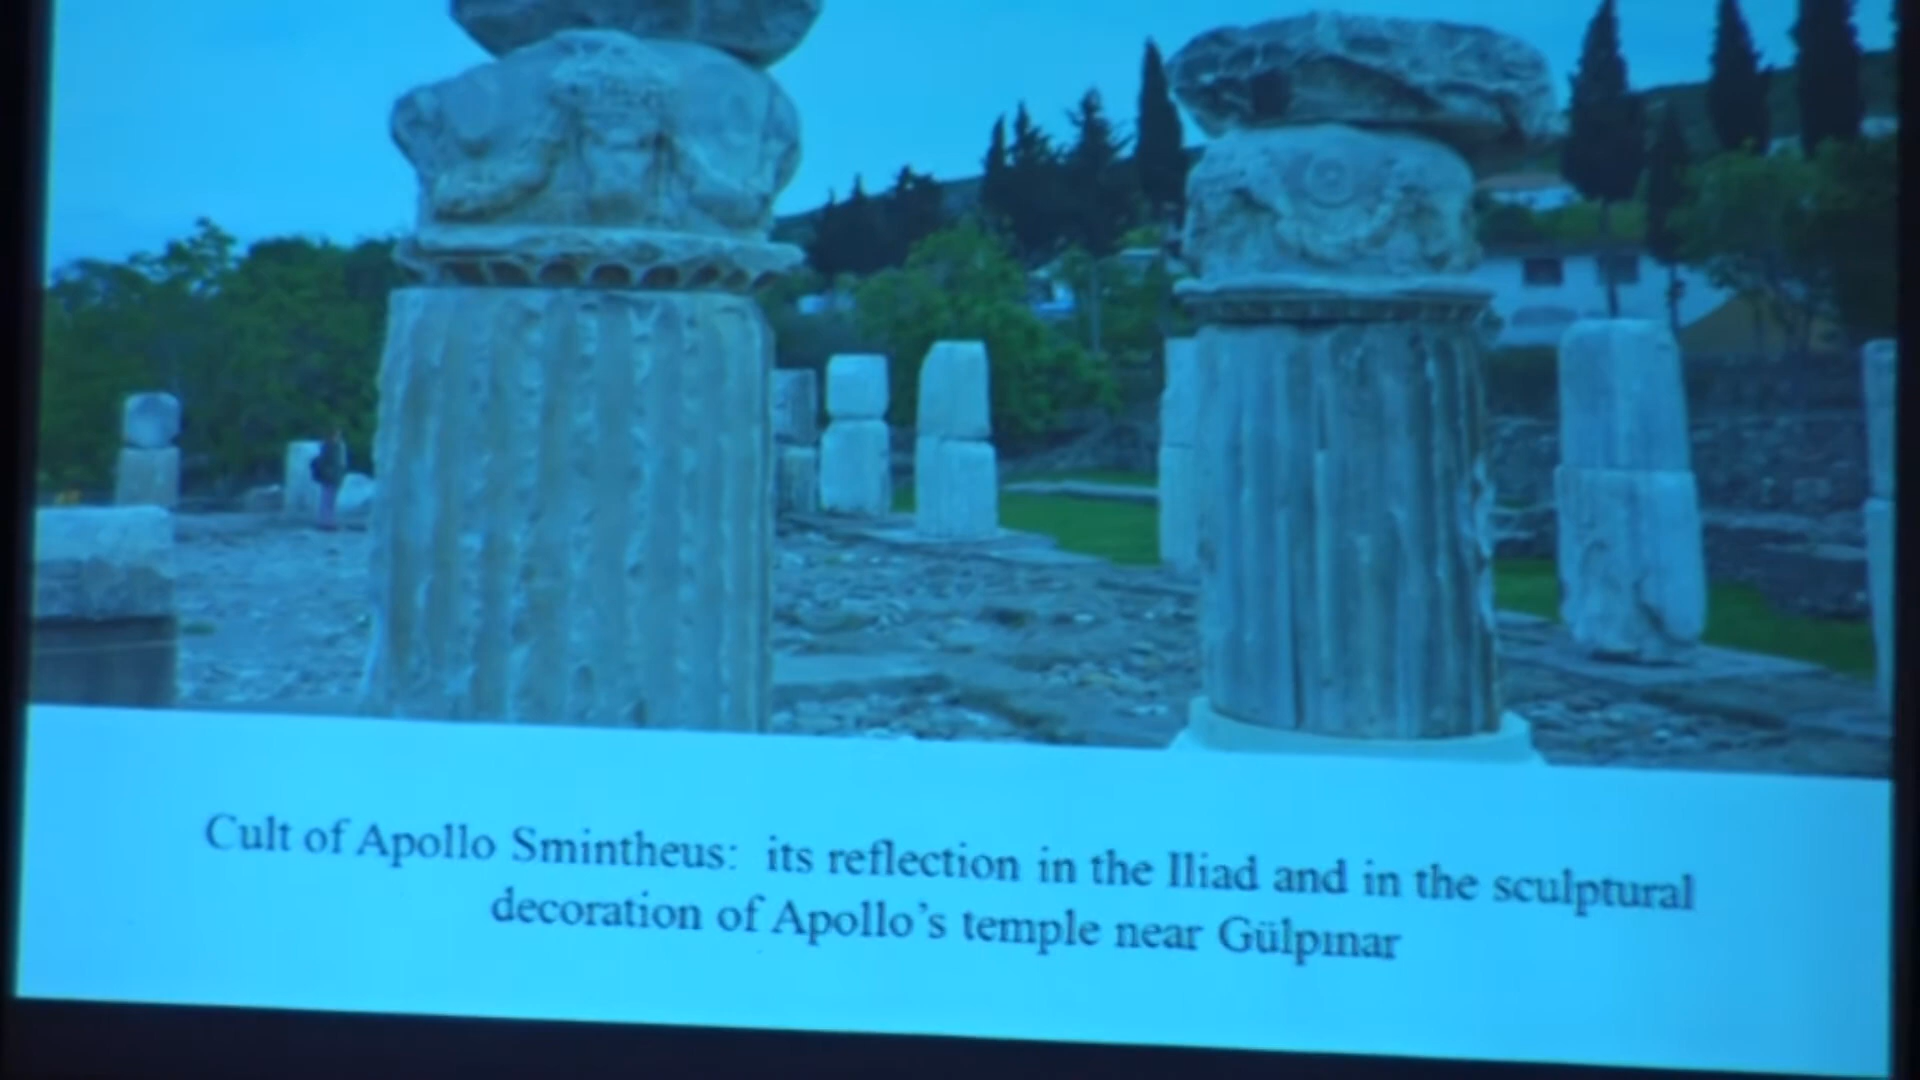 Cult of Apollo Smintheus: its reflection in the Iliad and in the sculptural
decoration of Apollo’s temple near Gülpınar